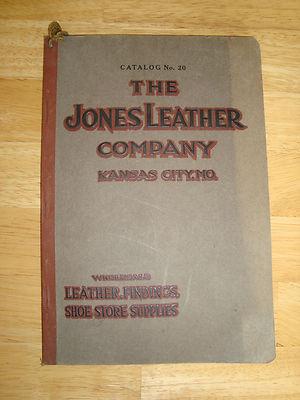 CATALOG No. 20
THE
JONES LEATHER
COMPANY
KANSAS CITY, MO.
WHOLESALE
LEATHER, FINDINGS,
SHOE STORE SUPPLIES